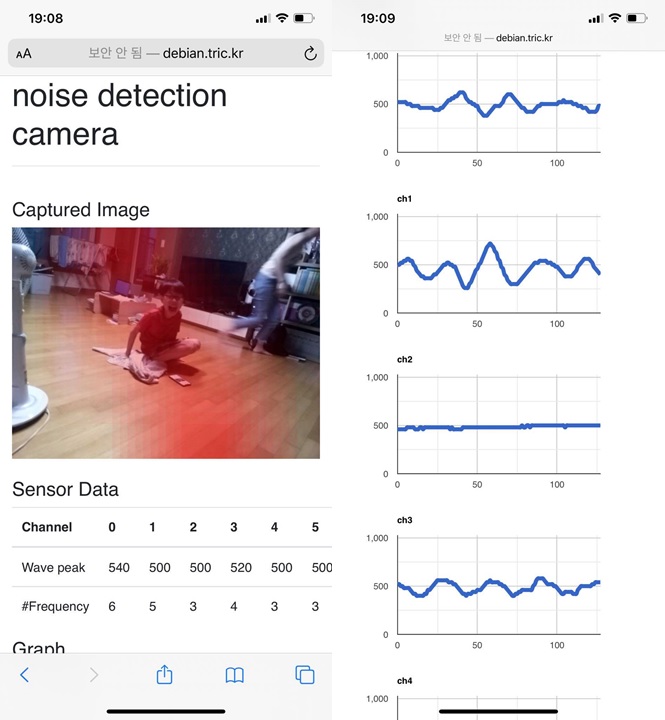 19:08
AA
보안 안 됨 — debian.tric.kr
noise detection
camera
Captured Image
Sensor Data
Channel 0 1 2 3 4 5
Wave peak 540 500 500 520 500 500
#Frequency 6 5 3 4 3 3
Graph
19:09
보안 안 됨 — debian.tric.kr
1,000
500
0
0 50 100
ch1
1,000
500
0
0 50 100
ch2
1,000
500
0
0 50 100
ch3
1,000
500
0
0 50 100
ch4
1,000